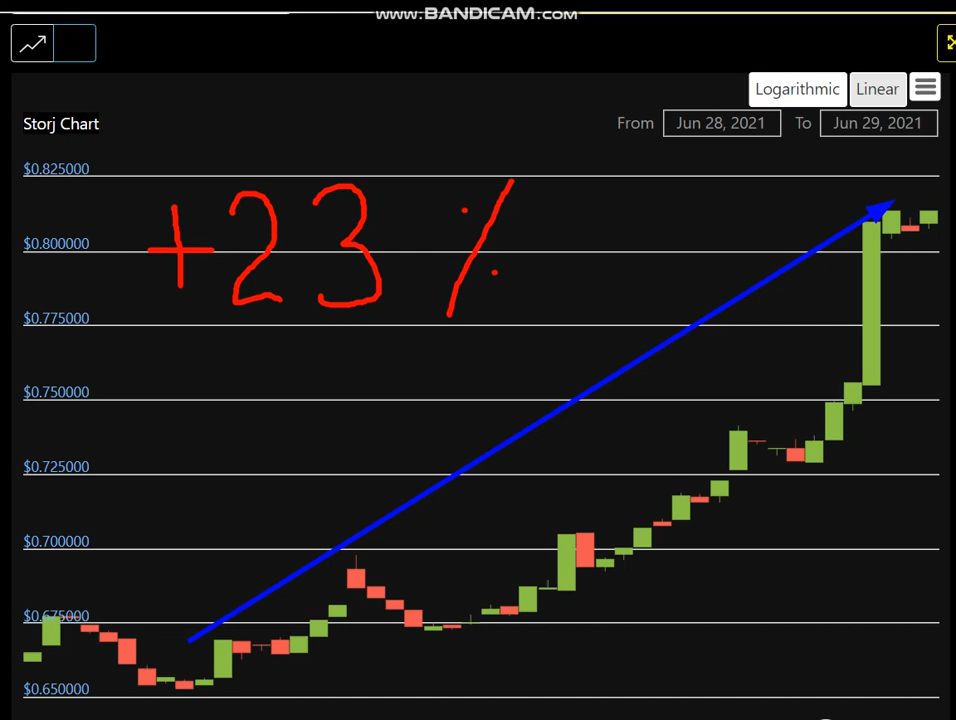 WWW.BANDICAM.COM
Logarithmic Linear
Storj Chart
From Jun 28, 2021 To Jun 29, 2021
$0.825000
+23 %
$0.800000
$0.775000
$0.750000
$0.725000
$0.700000
$0.675000
$0.650000